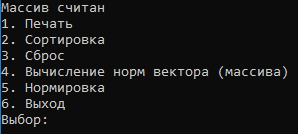 Массив считан
1. Печать
2. Сортировка
3. Сброс
4. Вычисление норм вектора (массива)
5. Нормировка
6. Выход
Выбор: